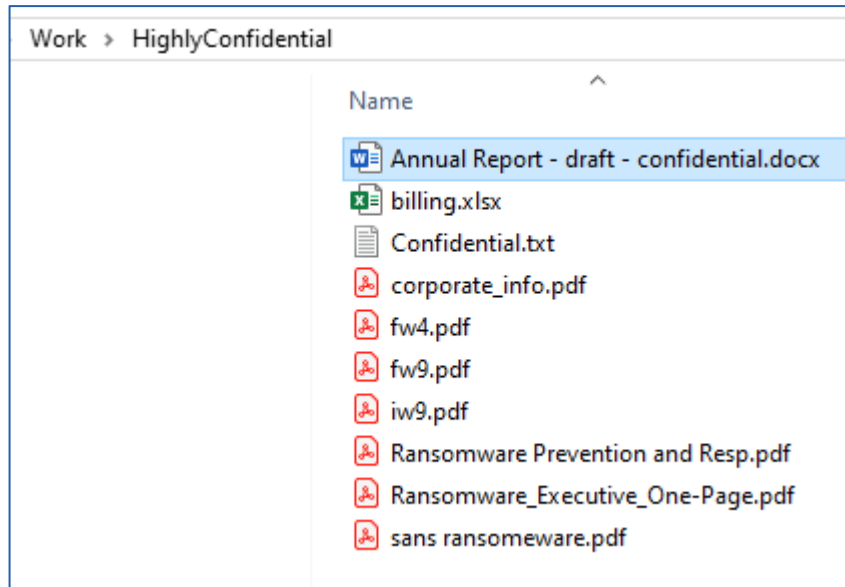 Work > HighlyConfidential
Name
Annual Report - draft - confidential.docx
billing.xlsx
Confidential.txt
corporate_info.pdf
fw4.pdf
fw9.pdf
iw9.pdf
Ransomware Prevention and Resp.pdf
Ransomware_Executive_One-Page.pdf
sans ransomeware.pdf